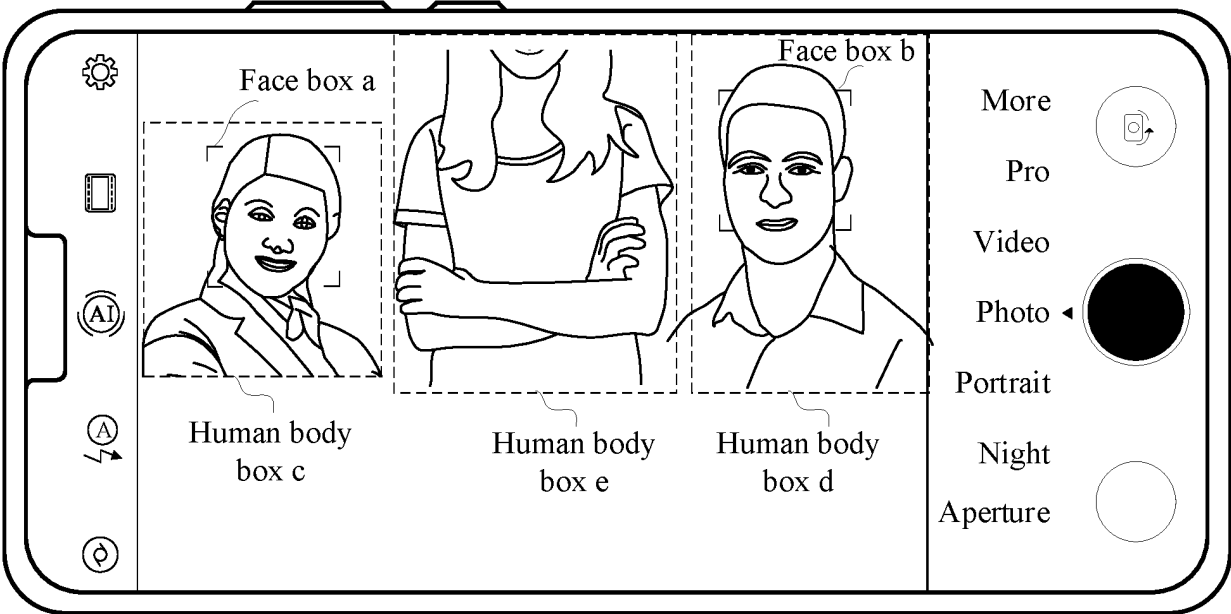 Face box a
Face box b
Human body
box c
Human body
box e
Human body
box d
AI
A
More
Pro
Video
Photo
Portrait
Night
Aperture